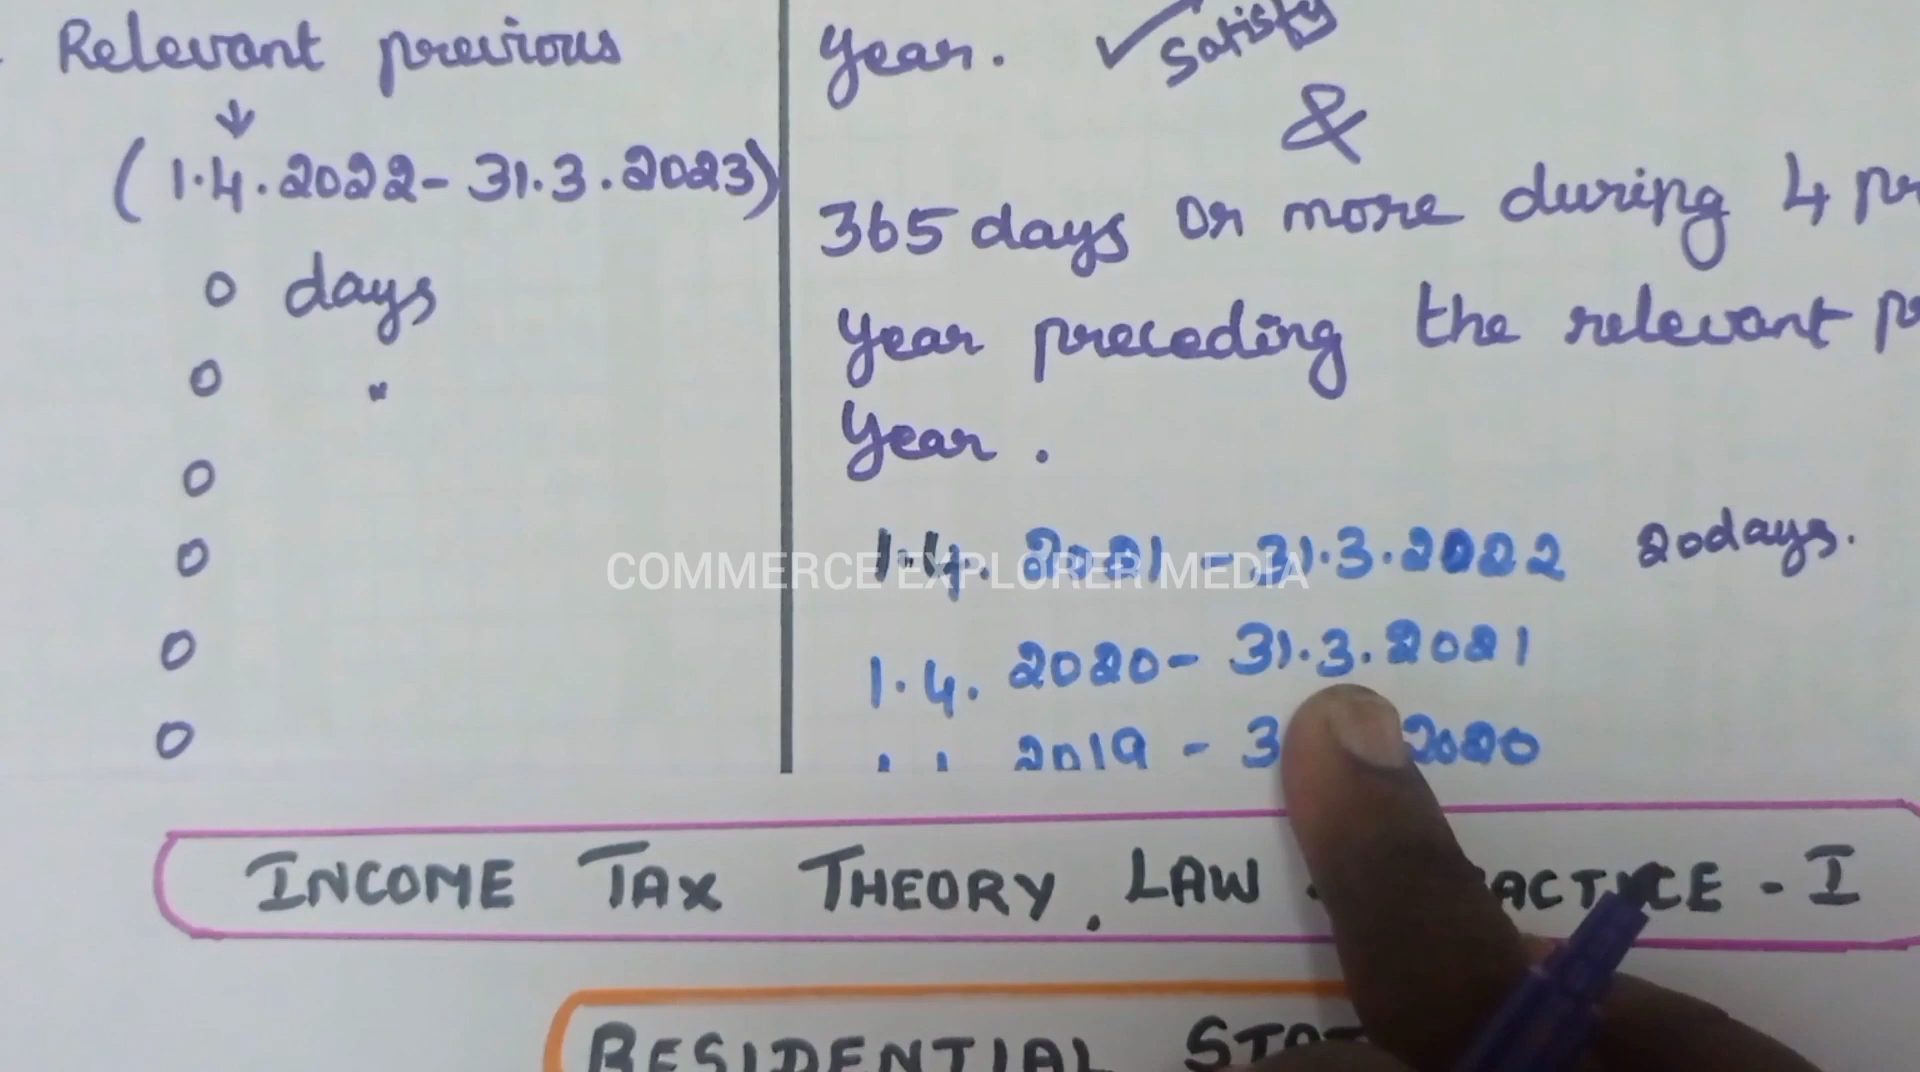 Relevant previous
(1.4.2022 - 31.3.2023)
0 days
0 "
0
0
0
0
Year. ✓ Satisfy
&
365 days or more during 4
Year preceding the relevant
Year.
1.4.2021 - 31.3.2022 20days.
1.4.2020 - 31.3.2021
2019 - 3 2020
COMMERCE EXPLORER MEDIA
INCOME TAX THEORY, LAW ACTICE - I
RESIDENTIAL